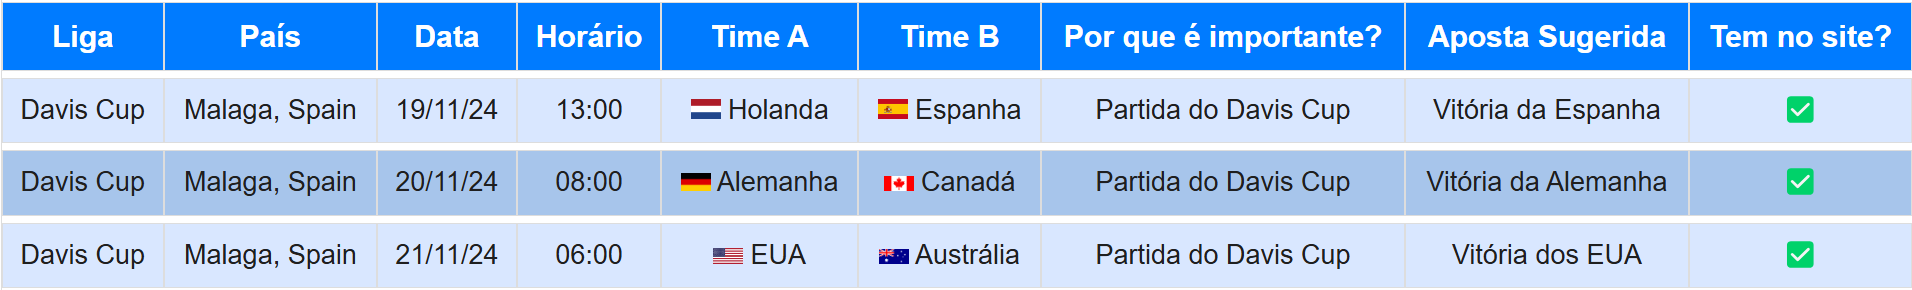 Liga País Data Horário Time A Time B Por que é importante? Aposta Sugerida Tem no site?
Davis Cup Malaga, Spain 19/11/24 13:00 Holanda Espanha Partida do Davis Cup Vitória da Espanha
Davis Cup Malaga, Spain 20/11/24 08:00 Alemanha Canadá Partida do Davis Cup Vitória da Alemanha
Davis Cup Malaga, Spain 21/11/24 06:00 EUA Austrália Partida do Davis Cup Vitória dos EUA